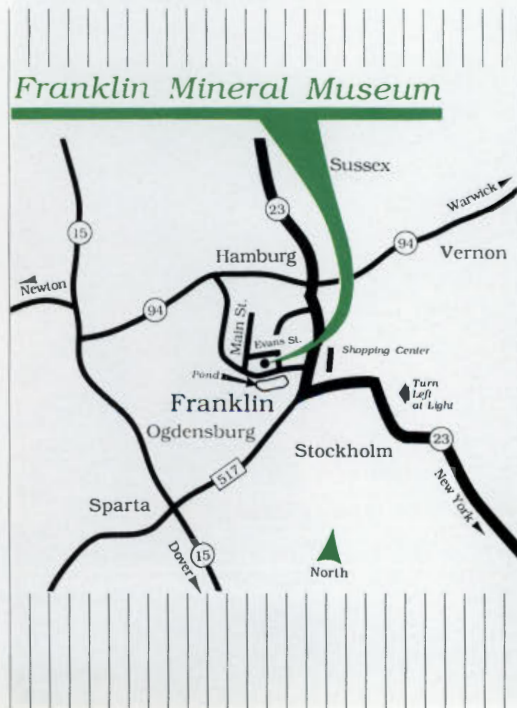 Franklin Mineral Museum
Sussex
23
Warwick
15
94
Hamburg
Vernon
Newton
94
Main St.
Evans St.
Shopping Center
Pond
Turn
Left
at Light
Franklin
Ogdensburg
23
Stockholm
517
New York
Sparta
15
Dover
North